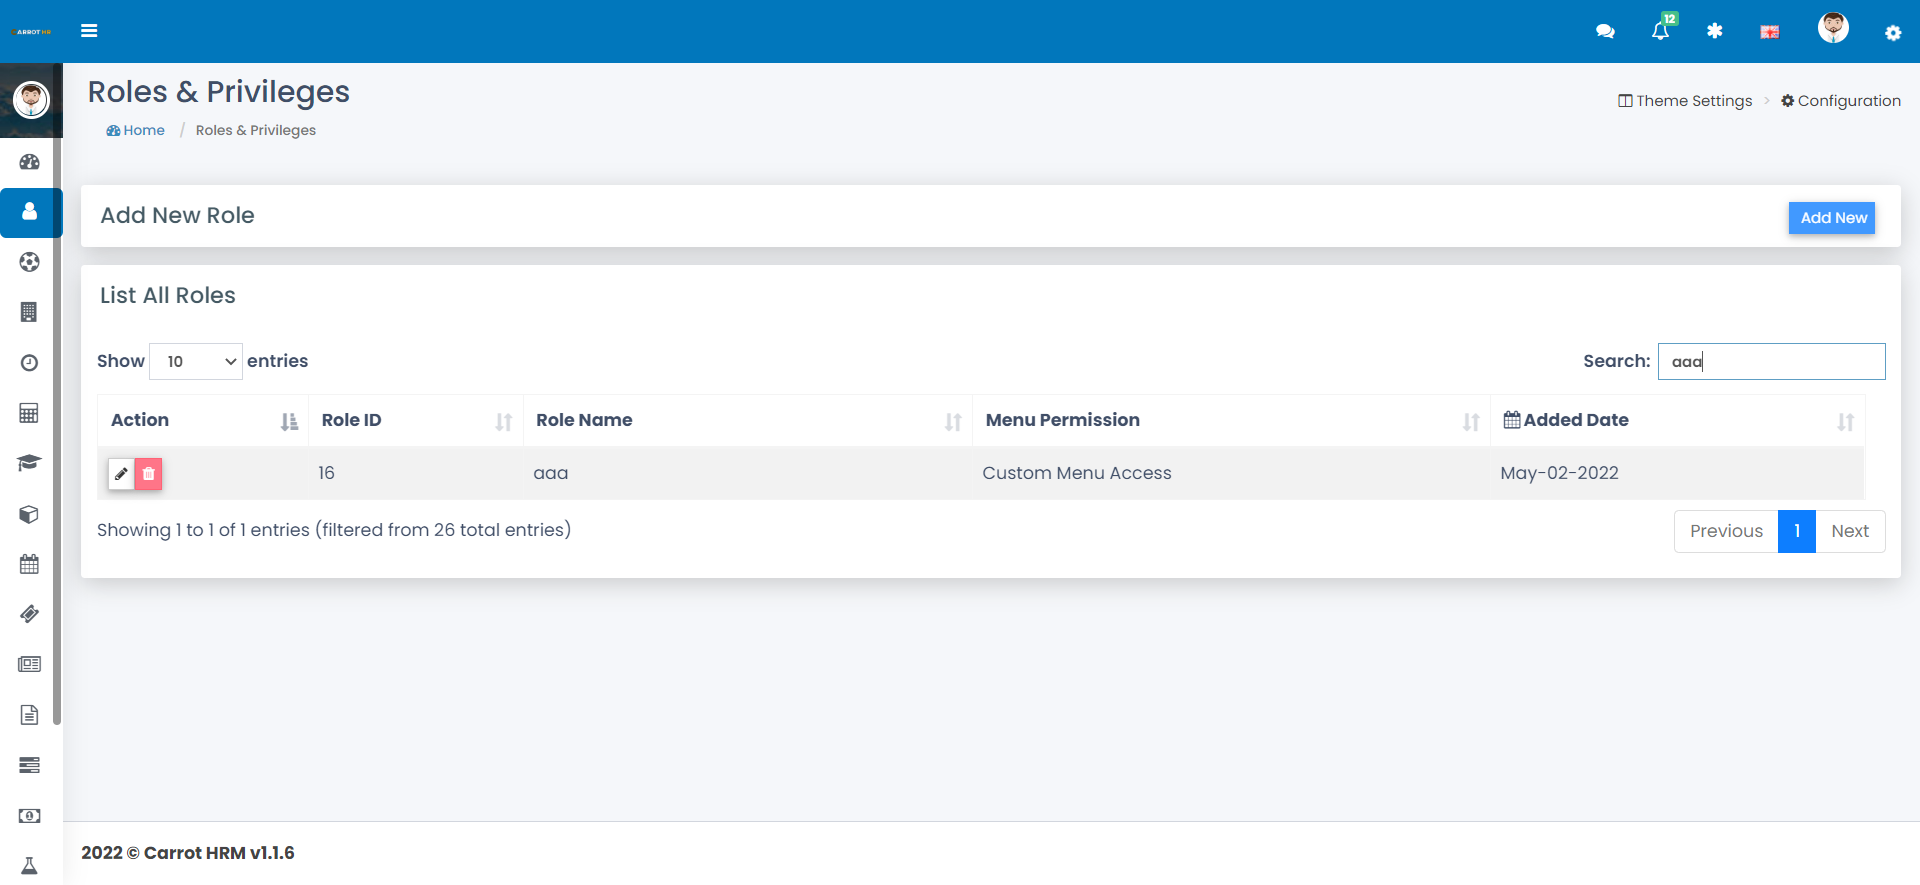 ARROT HR
12
Roles & Privileges
Home / Roles & Privileges
Theme Settings > Configuration
Add New Role
Add New
List All Roles
Show 10 entries
Search: aaa
Action Role ID Role Name Menu Permission Added Date
16 aaa Custom Menu Access May-02-2022
Showing 1 to 1 of 1 entries (filtered from 26 total entries)
Previous 1 Next
2022 © Carrot HRM v1.1.6